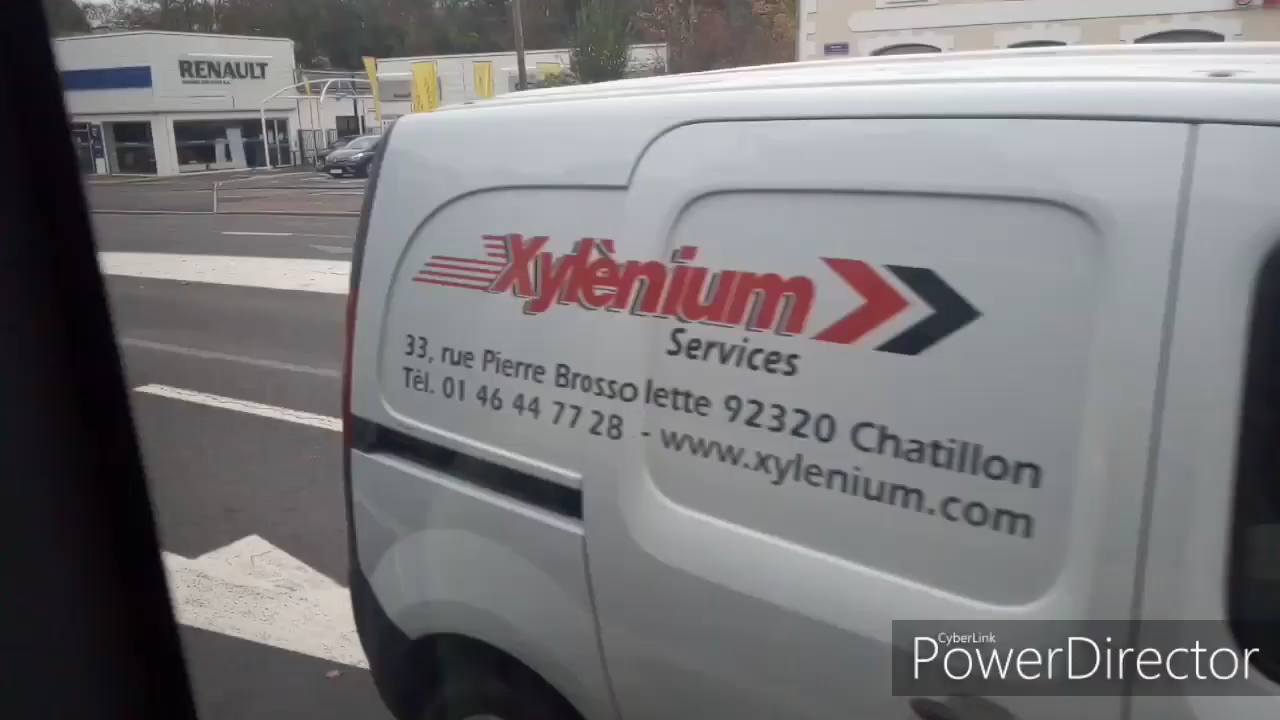 RENAULT
Xylènium
Services
33, rue Pierre Brossolette 92320 Chatillon
Tèl. 01 46 44 77 28 - www.xylenium.com
CyberLink
PowerDirector